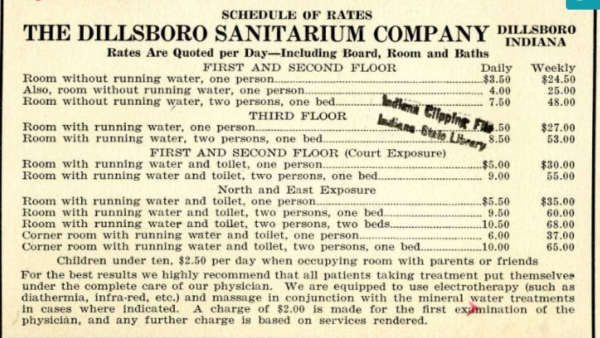 SCHEDULE OF RATES
THE DILLSBORO SANITARIUM COMPANY DILLSBORO INDIANA
Rates Are Quoted per Day—Including Board, Room and Baths
FIRST AND SECOND FLOOR Daily Weekly
Room without running water, one person $3.50 $24.50
Also, room without running water, one person 4.00 25.00
Room without running water, two persons, one bed 7.50 48.00
Indiana Clipping File
Indiana State Library
THIRD FLOOR
Room with running water, one person .50 $27.00
Room with running water, two persons, one bed 8.50 53.00
FIRST AND SECOND FLOOR (Court Exposure)
Room with running water and toilet, one person $5.00 $30.00
Room with running water and toilet, two persons, one bed 9.00 55.00
North and East Exposure
Room with running water and toilet, one person $5.50 $35.00
Room with running water and toilet, two persons, one bed 9.50 60.00
Room with running water and toilet, two persons, two beds 10.50 68.00
Corner room with running water and toilet, one person 6.00 37.00
Corner room with running water and toilet, two persons, one bed 10.00 65.00
Children under ten, $2.50 per day when occupying room with parents or friends
For the best results we highly recommend that all patients taking treatment put themselves
under the complete care of our physician. We are equipped to use electrotherapy (such as
diathermia, infra-red, etc.) and massage in conjunction with the mineral water treatments
in cases where indicated. A charge of $2.00 is made for the first examination of the
physician, and any further charge is based on services rendered.